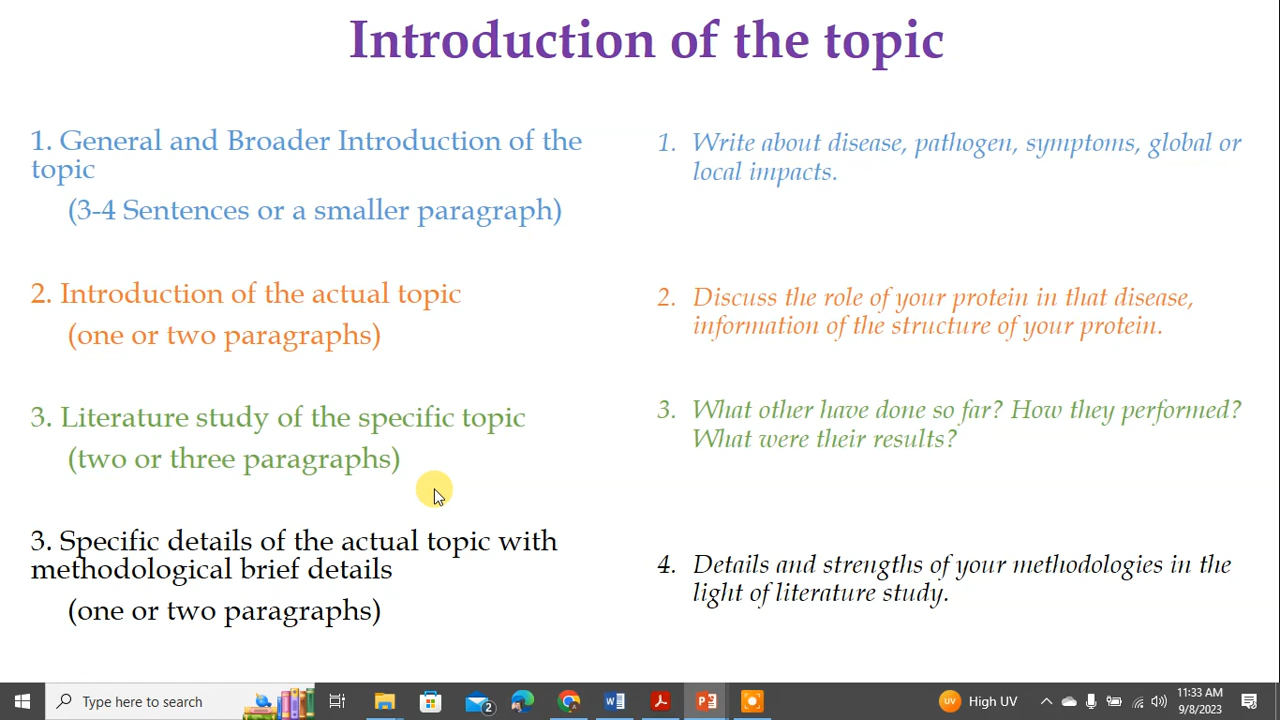 Introduction of the topic
1. General and Broader Introduction of the
topic
(3-4 Sentences or a smaller paragraph)
2. Introduction of the actual topic
(one or two paragraphs)
3. Literature study of the specific topic
(two or three paragraphs)
3. Specific details of the actual topic with
methodological brief details
(one or two paragraphs)
1. Write about disease, pathogen, symptoms, global or
local impacts.
2. Discuss the role of your protein in that disease,
information of the structure of your protein.
3. What other have done so far? How they performed?
What were their results?
4. Details and strengths of your methodologies in the
light of literature study.
Type here to search
2
UV
High UV
11:33 AM
9/8/2023